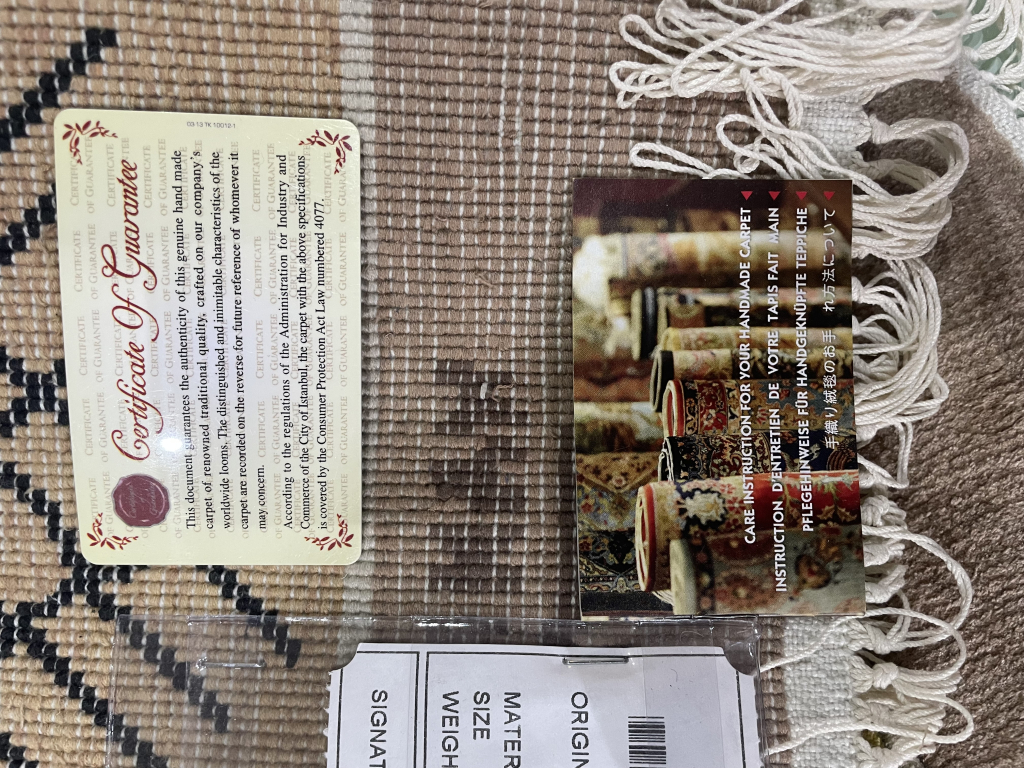 03-13 TK 10012-1
Certificate Of Guarantee
This document guarantees the authenticity of this genuine hand made
carpet of renowned traditional quality, crafted on our company's
worldwide looms. The distinguished and inimitable characteristics of the
carpet are recorded on the reverse for future reference of whomever it
may concern.
According to the regulations of the Administration for Industry and
Commerce of the City of Istanbul, the carpet with the above specifications
is covered by the Consumer Protection Act Law numbered 4077.
CARE INSTRUCTION FOR YOUR HANDMADE CARPET
INSTRUCTION D'ENTRETIEN DE VOTRE TAPIS FAIT MAIN
PFLEGEHINWEISE FÜR HANDGEKNÜPFTE TEPPICHE
手織り絨毯のお手 れ方法について
ORIGIN
MATER
SIZE
WEIGH
SIGNAT